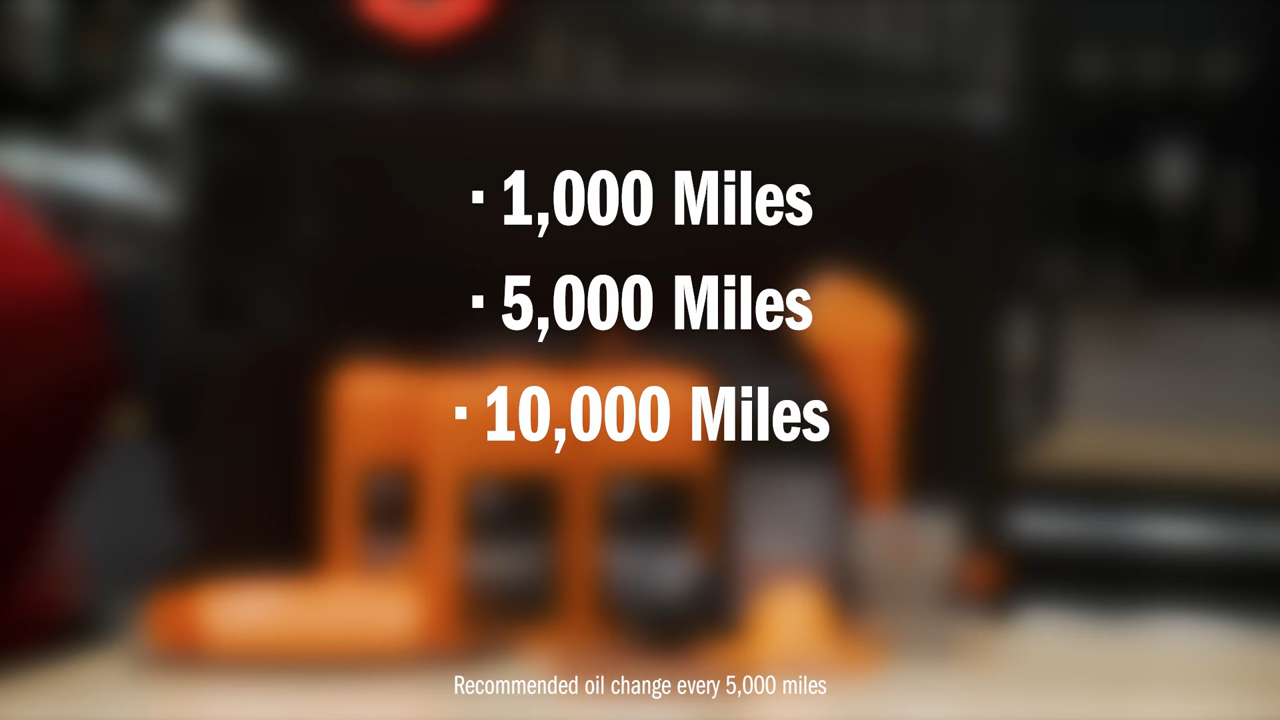 · 1,000 Miles
· 5,000 Miles
· 10,000 Miles
Recommended oil change every 5,000 miles